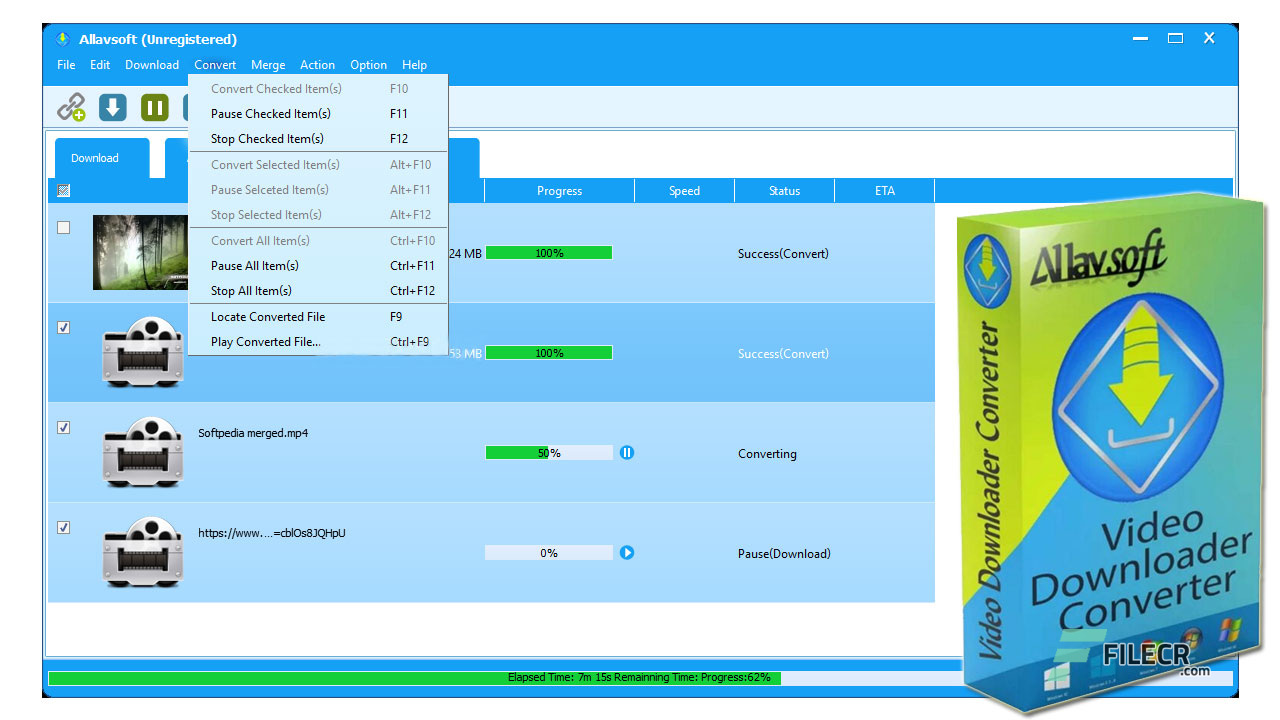 Allavsoft (Unregistered)
File Edit Download Convert Merge Action Option Help
Convert Checked Item(s) F10
Pause Checked Item(s) F11
Stop Checked Item(s) F12
Convert Selected Item(s) Alt+F10
Pause Selceted Item(s) Alt+F11
Stop Selected Item(s) Alt+F12
Convert All Item(s) Ctrl+F10
Pause All Item(s) Ctrl+F11
Stop All Item(s) Ctrl+F12
Locate Converted File F9
Play Converted File... Ctrl+F9
Download
Progress Speed Status ETA
24 MB 100% Success(Convert)
MB 100% Success(Convert)
Softpedia merged.mp4
50% Converting
https://www....=cblOs8JQHpU
0% Pause(Download)
Elapsed Time: 7m 15s Remainning Time: Progress:62%
Allavsoft
Video Downloader Converter
Video
Downloader
Converter
FILECR
.com